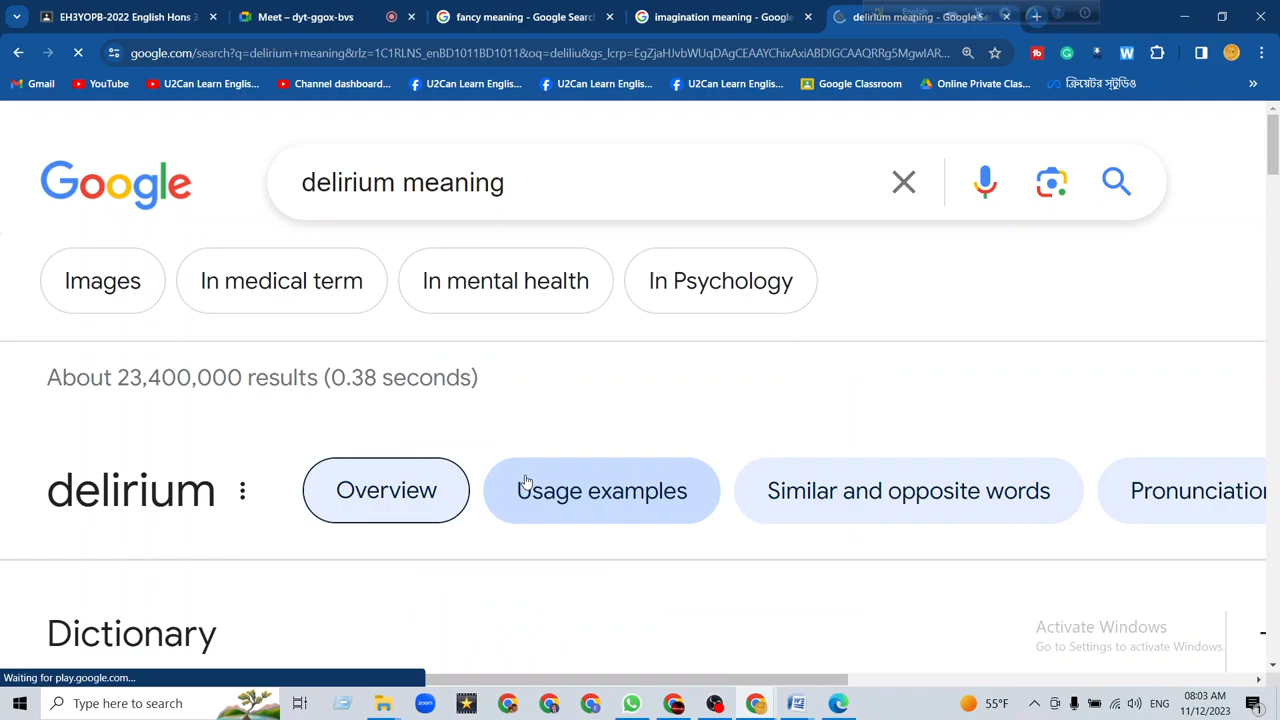 EH3YOPB-2022 English Hons 3
Meet – dyt-ggox-bvs
fancy meaning - Google Search
imagination meaning - Google
delirium meaning - Google Se
English
google.com/search?q=delirium+meaning&rlz=1C1RLNS_enBD1011BD1011&oq=deliliu&gs_lcrp=EgZjaHJvbWUqDAgCEAAYChixAxiABDIGCAAQRRg5MgwIAR...
Gmail
YouTube
U2Can Learn Englis...
Channel dashboard...
U2Can Learn Englis...
U2Can Learn Englis...
U2Can Learn Englis...
Google Classroom
Online Private Clas...
ক্রিয়েটর স্টুডিও
»
Google
delirium meaning
Images
In medical term
In mental health
In Psychology
About 23,400,000 results (0.38 seconds)
delirium
Overview
Usage examples
Similar and opposite words
Pronunciation
Dictionary
Activate Windows
Go to Settings to activate Windows.
Waiting for play.google.com...
Type here to search
zoom
55°F
ENG
08:03 AM
11/12/2023